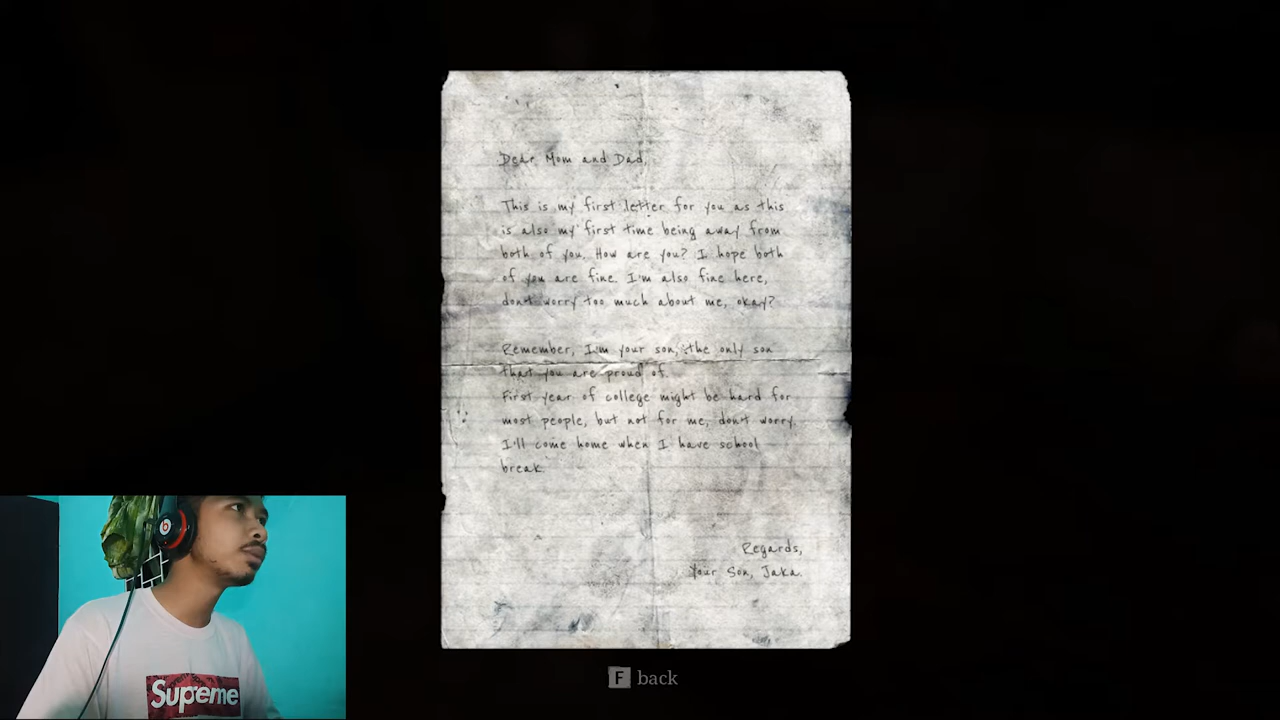 Dear Mom and Dad,
This is my first letter for you as this
is also my first time being away from
both of you. How are you? I hope both
of you are fine. I'm also fine here,
don't worry too much about me, okay?
Remember, I'm your son, the only son
that you are proud of.
First year of college might be hard for
most people, but not for me, don't worry.
I'll come home when I have school
break.
Regards,
Your Son, Jaka.
F back
Supreme